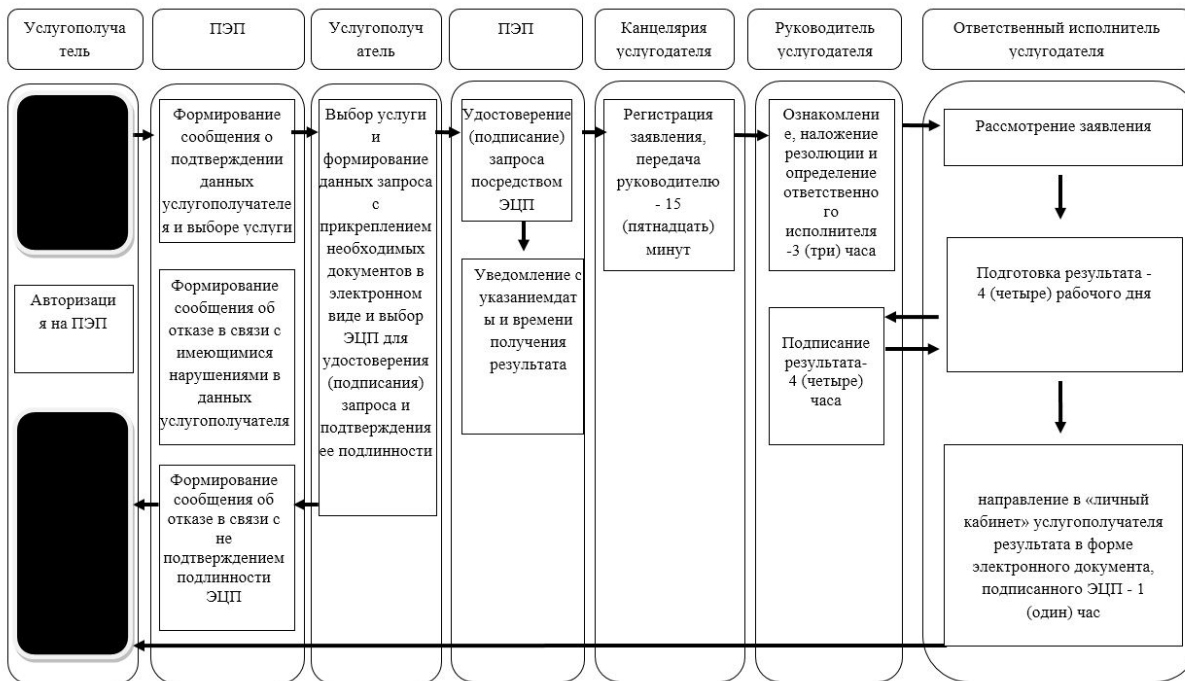 Услугополуча
тель
ПЭП
Услугополуч
атель
ПЭП
Канцелярия
услугодателя
Руководитель
услугодателя
Ответственный исполнитель
услугодателя
Авторизаци
я на ПЭП
Формирование
сообщения о
подтверждении
данных
услугополучателе
я и выборе услуги
Формирование
сообщения об
отказе в связи с
имеющимися
нарушениями в
данных
услугополучателя
Формирование
сообщения об
отказе в связи с
не
подтверждением
подлинности
ЭЦП
Выбор услуги
и
формирование
данных запроса
с
прикреплением
необходимых
документов в
электронном
виде и выбор
ЭЦП для
удостоверения
(подписания)
запроса и
подтверждения
ее подлинности
Удостоверение
(подписание)
запроса
посредством
ЭЦП
Уведомление с
указаниемдат
ы и времени
получения
результата
Регистрация
заявления,
передача
руководителю
- 15
(пятнадцать)
минут
Ознакомлени
е, наложение
резолюции и
определение
ответственно
го
исполнителя
-3 (три) часа
Подписание
результата-
4 (четыре)
часа
Рассмотрение заявления
Подготовка результата -
4 (четыре) рабочего дня
направление в «личный
кабинет» услугополучателя
результата в форме
электронного документа,
подписанного ЭЦП - 1
(один) час